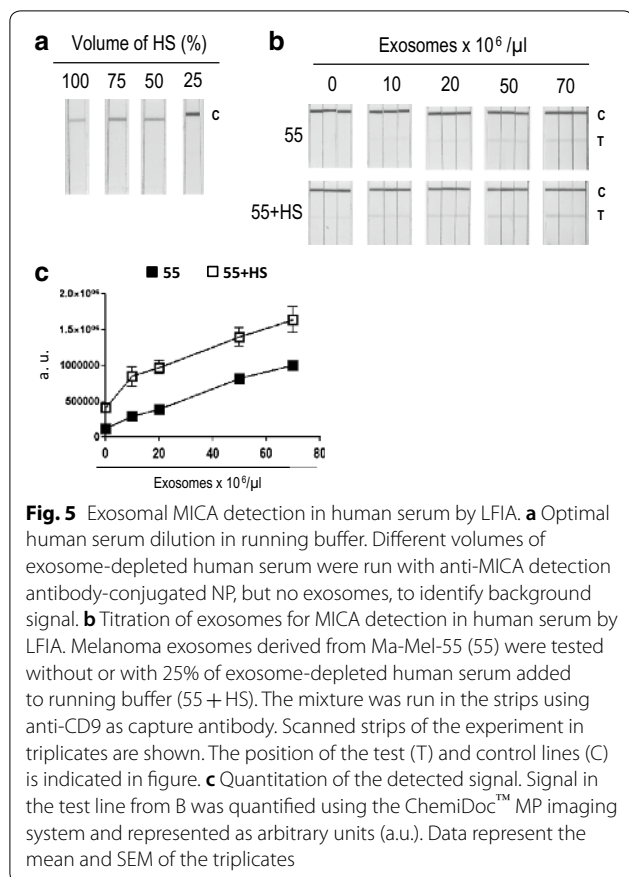 a Volume of HS (%)
100 75 50 25
C
b Exosomes x 10⁶ /µl
0 10 20 50 70
55
C
T
55+HS
C
T
c 55 55+HS
2.0×10⁰⁶
1.5×10⁰⁶
1000000
500000
0
a. u.
0 20 40 60 80
Exosomes x 10⁶/µl
Fig. 5 Exosomal MICA detection in human serum by LFIA. a Optimal
human serum dilution in running buffer. Different volumes of
exosome-depleted human serum were run with anti-MICA detection
antibody-conjugated NP, but no exosomes, to identify background
signal. b Titration of exosomes for MICA detection in human serum by
LFIA. Melanoma exosomes derived from Ma-Mel-55 (55) were tested
without or with 25% of exosome-depleted human serum added
to running buffer (55 + HS). The mixture was run in the strips using
anti-CD9 as capture antibody. Scanned strips of the experiment in
triplicates are shown. The position of the test (T) and control lines (C)
is indicated in figure. c Quantitation of the detected signal. Signal in
the test line from B was quantified using the ChemiDoc™ MP imaging
system and represented as arbitrary units (a.u.). Data represent the
mean and SEM of the triplicates